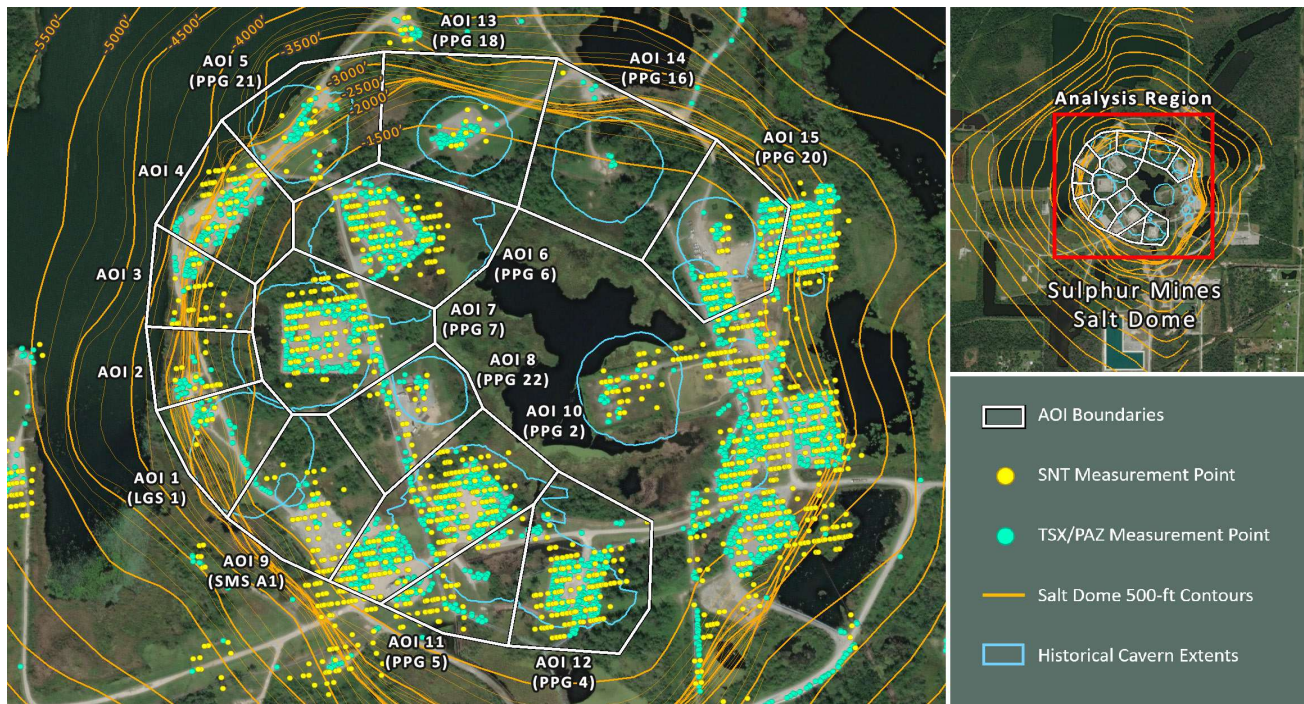 -5500'
-5000'
-4500'
-4000'
-3500'
-3000'
-2500'
-2000'
-1500'
AOI 13
(PPG 18)
AOI 5
(PPG 21)
AOI 14
(PPG 16)
AOI 15
(PPG 20)
AOI 4
AOI 3
AOI 6
(PPG 6)
AOI 7
(PPG 7)
AOI 2
AOI 8
(PPG 22)
AOI 10
(PPG 2)
AOI 1
(LGS 1)
AOI 9
(SMS A1)
AOI 11
(PPG 5)
AOI 12
(PPG 4)
Analysis Region
Sulphur Mines
Salt Dome
AOI Boundaries
SNT Measurement Point
TSX/PAZ Measurement Point
Salt Dome 500-ft Contours
Historical Cavern Extents